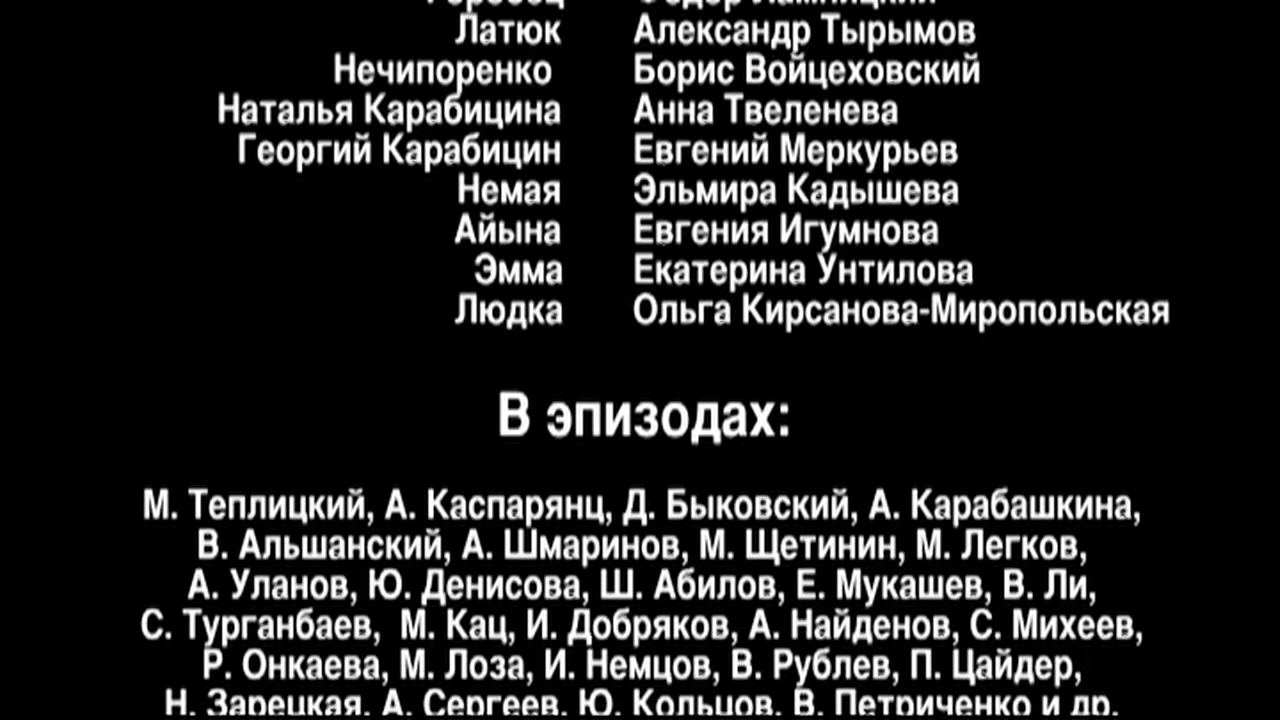 Латюк Александр Тырымов
Нечипоренко Борис Войцеховский
Наталья Карабицина Анна Твеленева
Георгий Карабицин Евгений Меркурьев
Немая Эльмира Кадышева
Айына Евгения Игумнова
Эмма Екатерина Унтилова
Людка Ольга Кирсанова-Миропольская
В эпизодах:
М. Теплицкий, А. Каспарянц, Д. Быковский, А. Карабашкина,
В. Альшанский, А. Шмаринов, М. Щетинин, М. Легков,
А. Уланов, Ю. Денисова, Ш. Абилов, Е. Мукашев, В. Ли,
С. Турганбаев, М. Кац, И. Добряков, А. Найденов, С. Михеев,
Р. Онкаева, М. Лоза, И. Немцов, В. Рублев, П. Цайдер,
Н. Зарецкая, А. Сергеев, Ю. Кольцов, В. Петриченко и др.